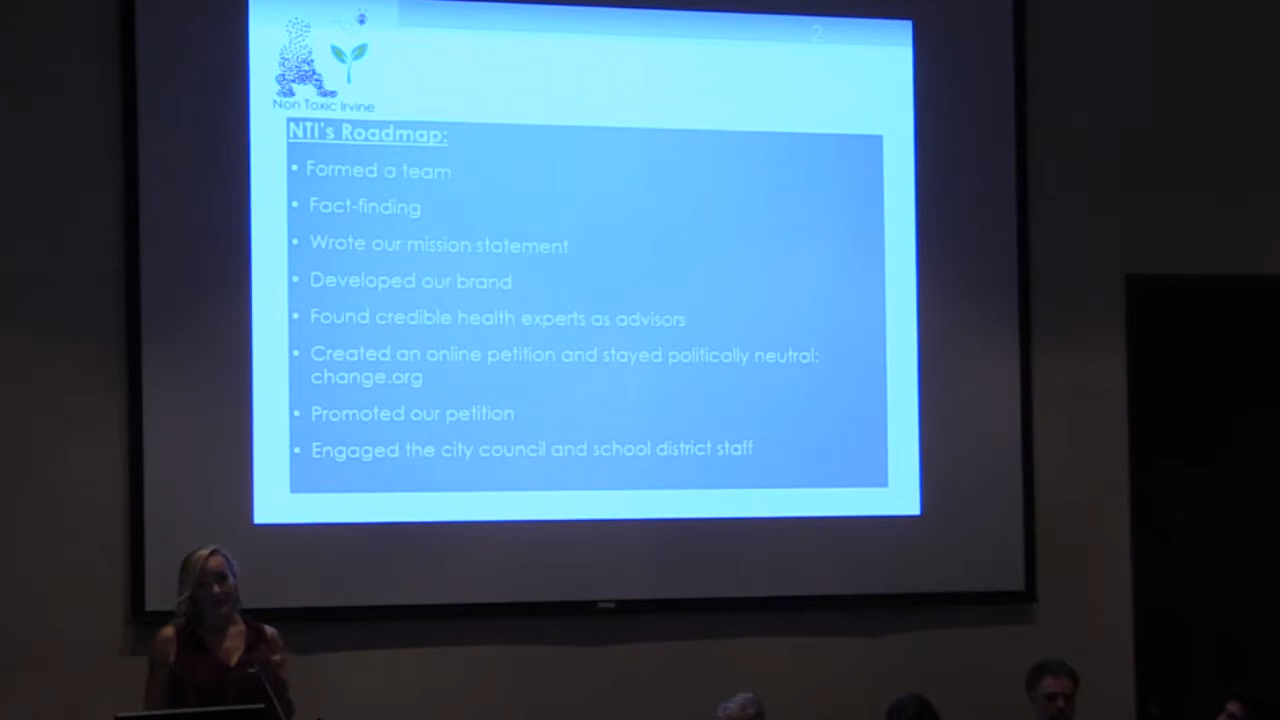 2
Non Toxic Irvine
NTI's Roadmap:
• Formed a team
• Fact-finding
• Wrote our mission statement
• Developed our brand
• Found credible health experts as advisors
• Created an online petition and stayed politically neutral:
change.org
• Promoted our petition
• Engaged the city council and school district staff